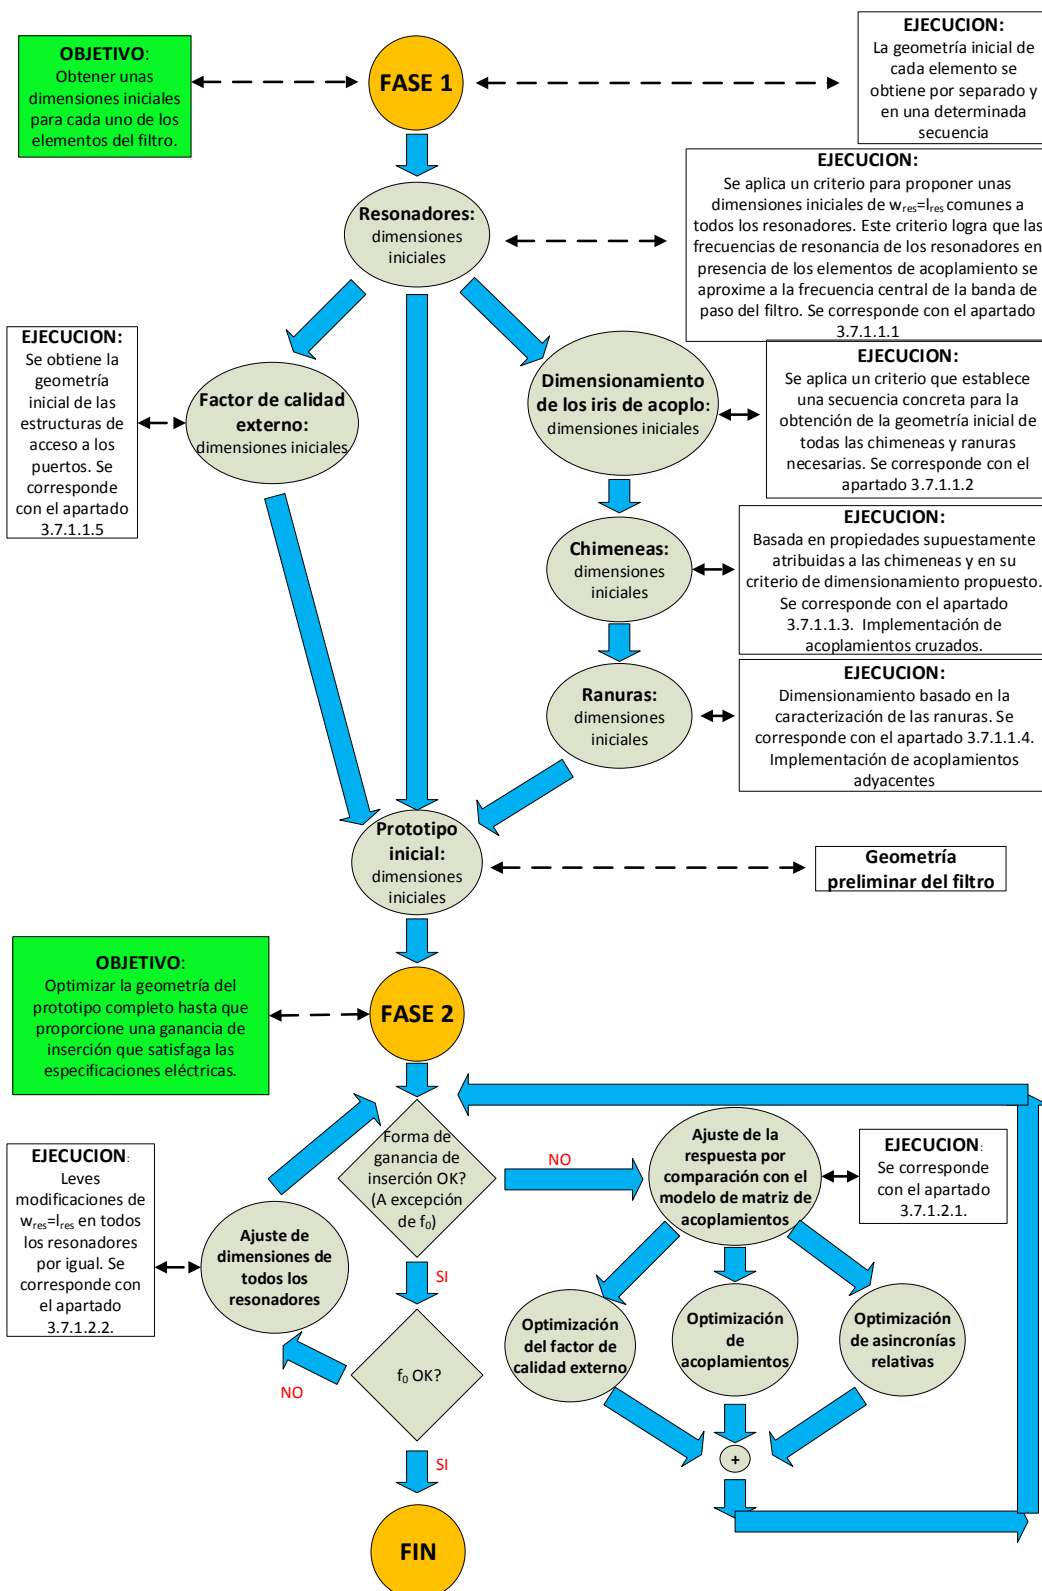 OBJETIVO:
Obtener unas
dimensiones iniciales
para cada uno de los
elementos del filtro.
FASE 1
EJECUCION:
La geometría inicial de
cada elemento se
obtiene por separado y
en una determinada
secuencia
Resonadores:
dimensiones
iniciales
EJECUCION:
Se aplica un criterio para proponer unas
dimensiones iniciales de wres=lres comunes a
todos los resonadores. Este criterio logra que las
frecuencias de resonancia de los resonadores en
presencia de los elementos de acoplamiento se
aproxime a la frecuencia central de la banda de
paso del filtro. Se corresponde con el apartado
3.7.1.1.1
EJECUCION:
Se obtiene la
geometría
inicial de las
estructuras de
acceso a los
puertos. Se
corresponde
con el apartado
3.7.1.1.5
Factor de calidad
externo:
dimensiones iniciales
Dimensionamiento
de los iris de acoplo:
dimensiones iniciales
EJECUCION:
Se aplica un criterio que establece
una secuencia concreta para la
obtención de la geometría inicial de
todas las chimeneas y ranuras
necesarias. Se corresponde con el
apartado 3.7.1.1.2
Chimeneas:
dimensiones
iniciales
EJECUCION:
Basada en propiedades supuestamente
atribuidas a las chimeneas y en su
criterio de dimensionamiento propuesto.
Se corresponde con el apartado
3.7.1.1.3. Implementación de
acoplamientos cruzados.
Ranuras:
dimensiones
iniciales
EJECUCION:
Dimensionamiento basado en la
caracterización de las ranuras. Se
corresponde con el apartado 3.7.1.1.4.
Implementación de acoplamientos
adyacentes
Prototipo
inicial:
dimensiones
iniciales
Geometría
preliminar del filtro
OBJETIVO:
Optimizar la geometría del
prototipo completo hasta que
proporcione una ganancia de
inserción que satisfaga las
especificaciones eléctricas.
FASE 2
Forma de
ganancia de
inserción OK?
(A excepción
de f0)
NO
Ajuste de la
respuesta por
comparación con el
modelo de matriz de
acoplamientos
EJECUCION:
Se corresponde
con el apartado
3.7.1.2.1.
EJECUCION:
Leves
modificaciones de
wres=lres en todos
los resonadores
por igual. Se
corresponde con
el apartado
3.7.1.2.2.
Ajuste de
dimensiones de
todos los
resonadores
SI
Optimización
del factor de
calidad externo
Optimización
de
acoplamientos
Optimización
de asincronías
relativas
f0 OK?
NO
SI
+
FIN